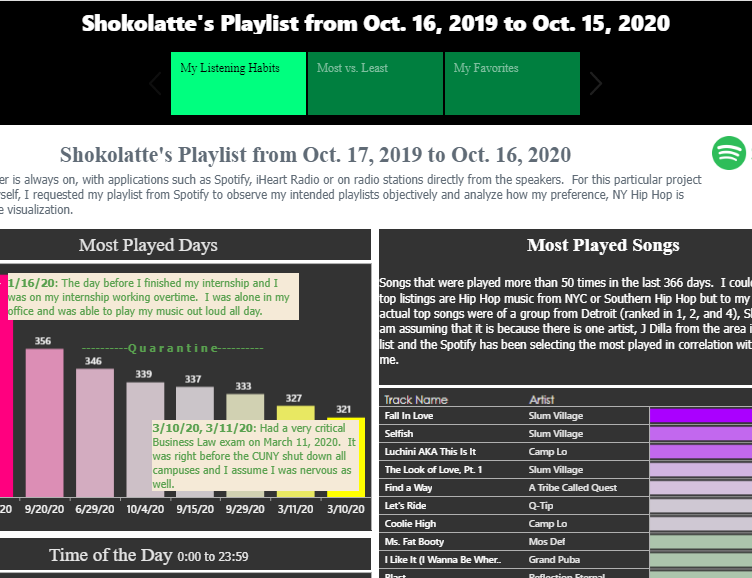 Shokolatte's Playlist from Oct. 16, 2019 to Oct. 15, 2020
My Listening Habits
Most vs. Least
My Favorites
Shokolatte's Playlist from Oct. 17, 2019 to Oct. 16, 2020
er is always on, with applications such as Spotify, iHeart Radio or on radio stations directly from the speakers. For this particular project
self, I requested my playlist from Spotify to observe my intended playlists objectively and analyze how my preference, NY Hip Hop is
e visualization.
Most Played Days
1/16/20: The day before I finished my internship and I
was on my internship working overtime. I was alone in my
office and was able to play my music out loud all day.
----------Quarantine----------
356
346
339
337
333
327
321
3/10/20, 3/11/20: Had a very critical
Business Law exam on March 11, 2020. It
was right before the CUNY shut down all
campuses and I assume I was nervous as
well.
20
9/20/20
6/29/20
10/4/20
9/15/20
9/29/20
3/11/20
3/10/20
Time of the Day 0:00 to 23:59
Most Played Songs
Songs that were played more than 50 times in the last 366 days. I coul
top listings are Hip Hop music from NYC or Southern Hip Hop but to my
actual top songs were of a group from Detroit (ranked in 1, 2, and 4), S
am assuming that it is because there is one artist, J Dilla from the area i
list and the Spotify has been selecting the most played in correlation wit
me.
Track Name Artist
Fall In Love Slum Village
Selfish Slum Village
Luchini AKA This Is It Camp Lo
The Look of Love, Pt. 1 Slum Village
Find a Way A Tribe Called Quest
Let's Ride Q-Tip
Coolie High Camp Lo
Ms. Fat Booty Mos Def
I Like It (I Wanna Be Wher.. Grand Puba
Blast Reflection Eternal